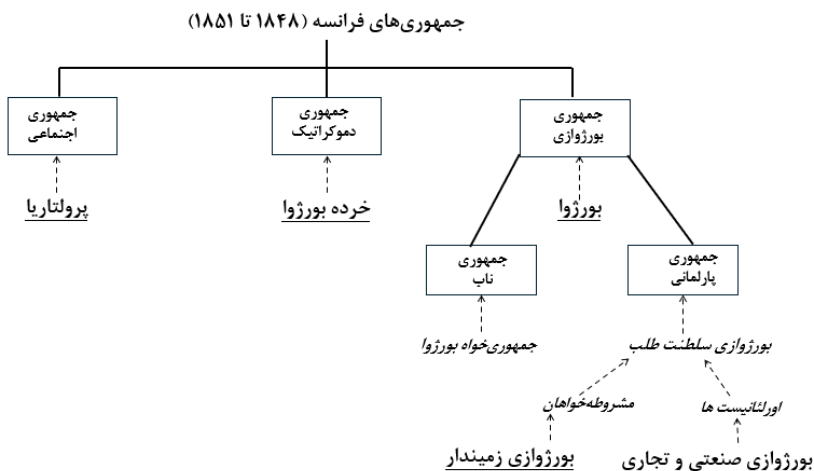 جمهوری‌های فرانسه (۱۸۴۸ تا ۱۸۵۱)
جمهوری
بورژوازی
جمهوری
دموکراتیک
جمهوری
اجتماعی
بورژوا
خرده بورژوا
پرولتاریا
جمهوری
پارلمانی
جمهوری
ناب
بورژوازی سلطنت طلب
جمهوری‌خواه بورژوا
اورلئانیست ها
مشروطه‌خواهان
بورژوازی صنعتی و تجاری
بورژوازی زمیندار